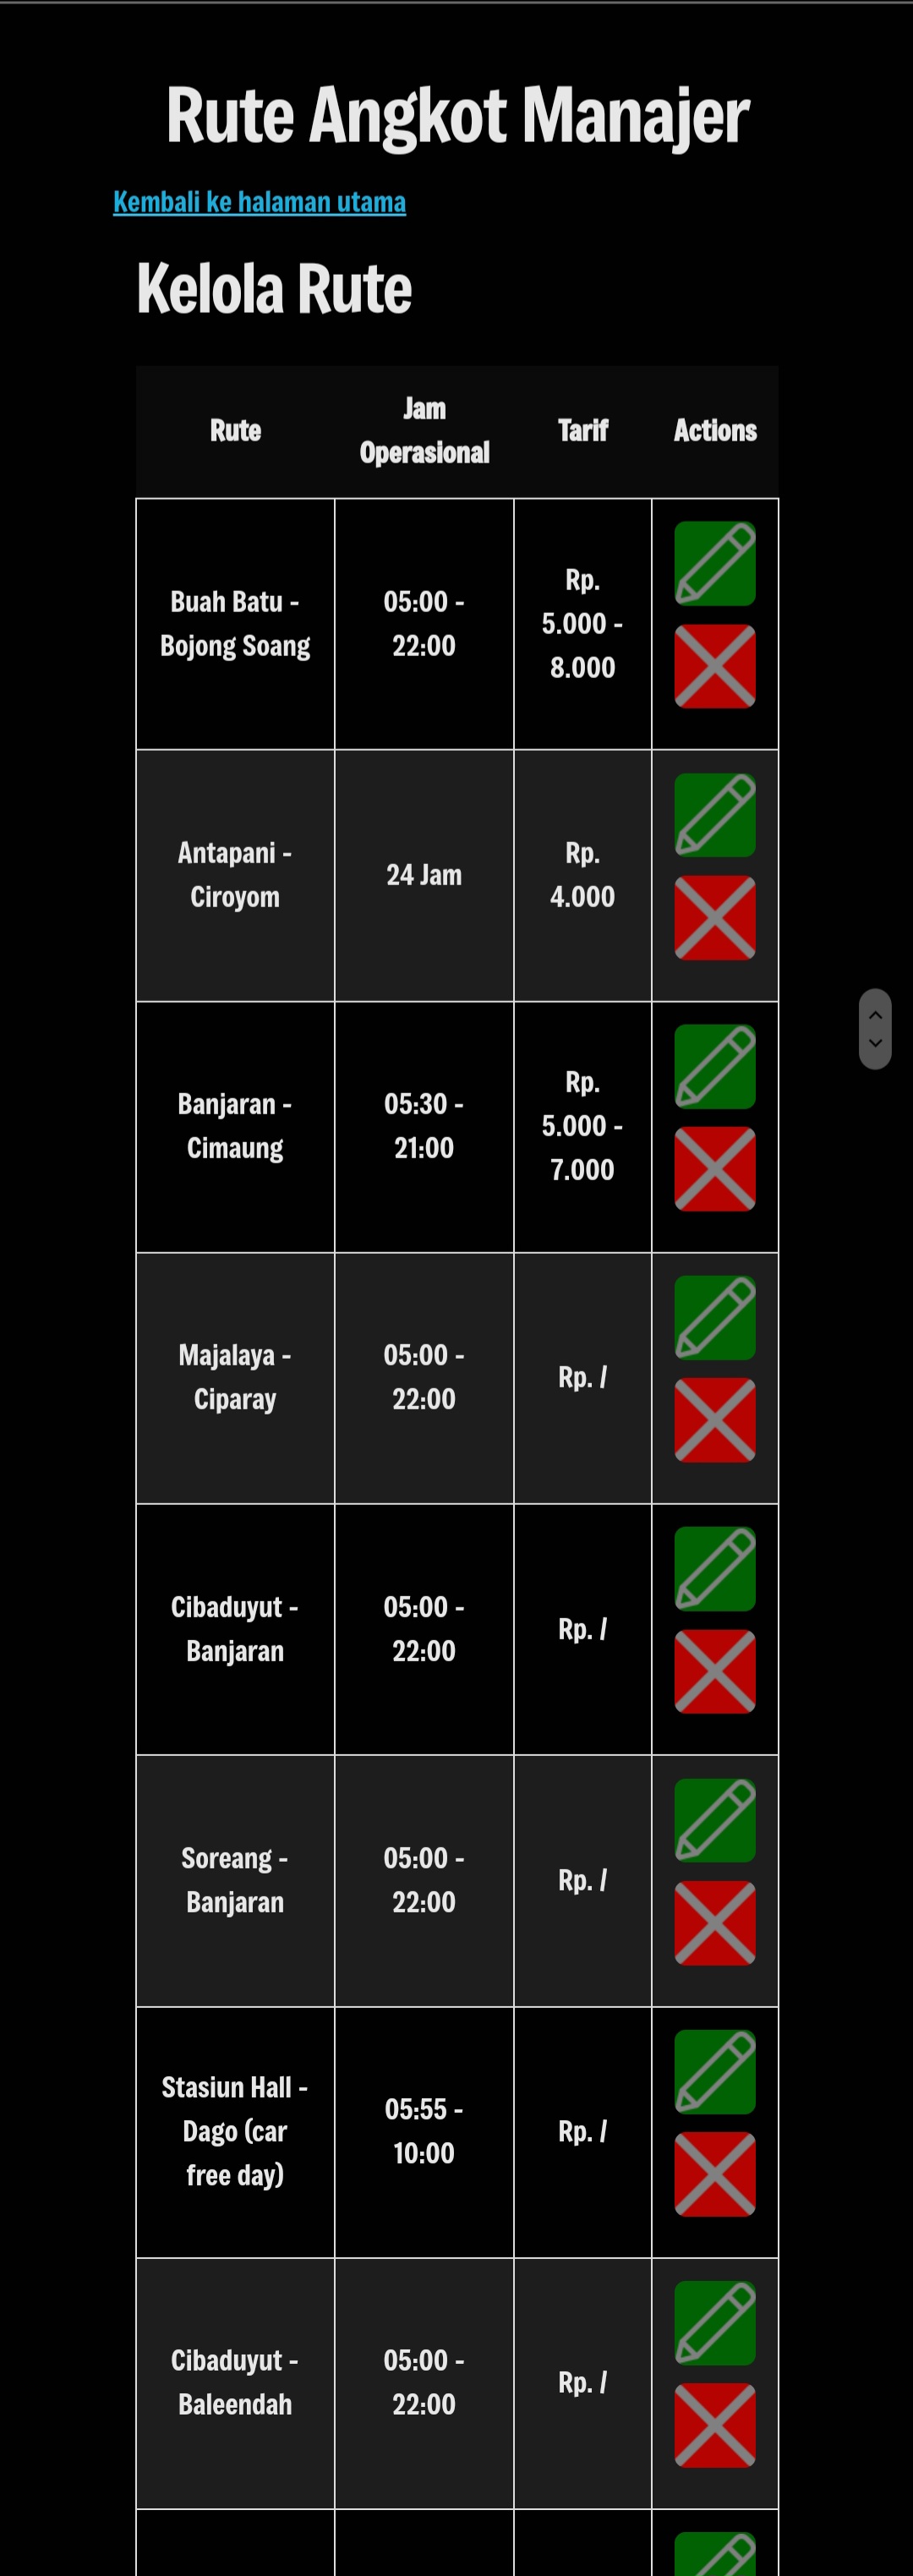 Rute Angkot Manajer
Kembali ke halaman utama
Kelola Rute
Rute
Jam
Operasional
Tarif
Actions
Buah Batu -
Bojong Soang
05:00 -
22:00
Rp.
5.000 -
8.000
Antapani -
Ciroyom
24 Jam
Rp.
4.000
Banjaran -
Cimaung
05:30 -
21:00
Rp.
5.000 -
7.000
Majalaya -
Ciparay
05:00 -
22:00
Rp. /
Cibaduyut -
Banjaran
05:00 -
22:00
Rp. /
Soreang -
Banjaran
05:00 -
22:00
Rp. /
Stasiun Hall -
Dago (car
free day)
05:55 -
10:00
Rp. /
Cibaduyut -
Baleendah
05:00 -
22:00
Rp. /